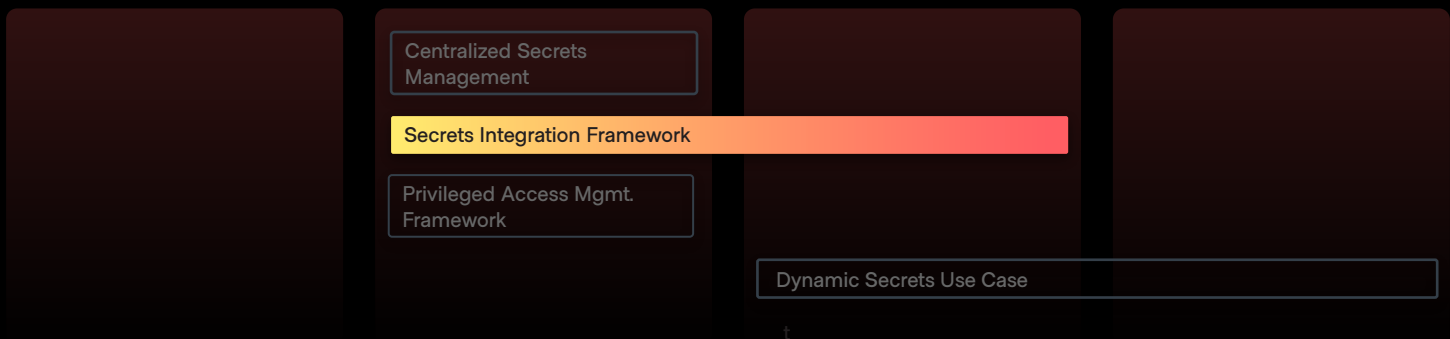 Centralized Secrets
Management
Secrets Integration Framework
Privileged Access Mgmt.
Framework
Dynamic Secrets Use Case
t